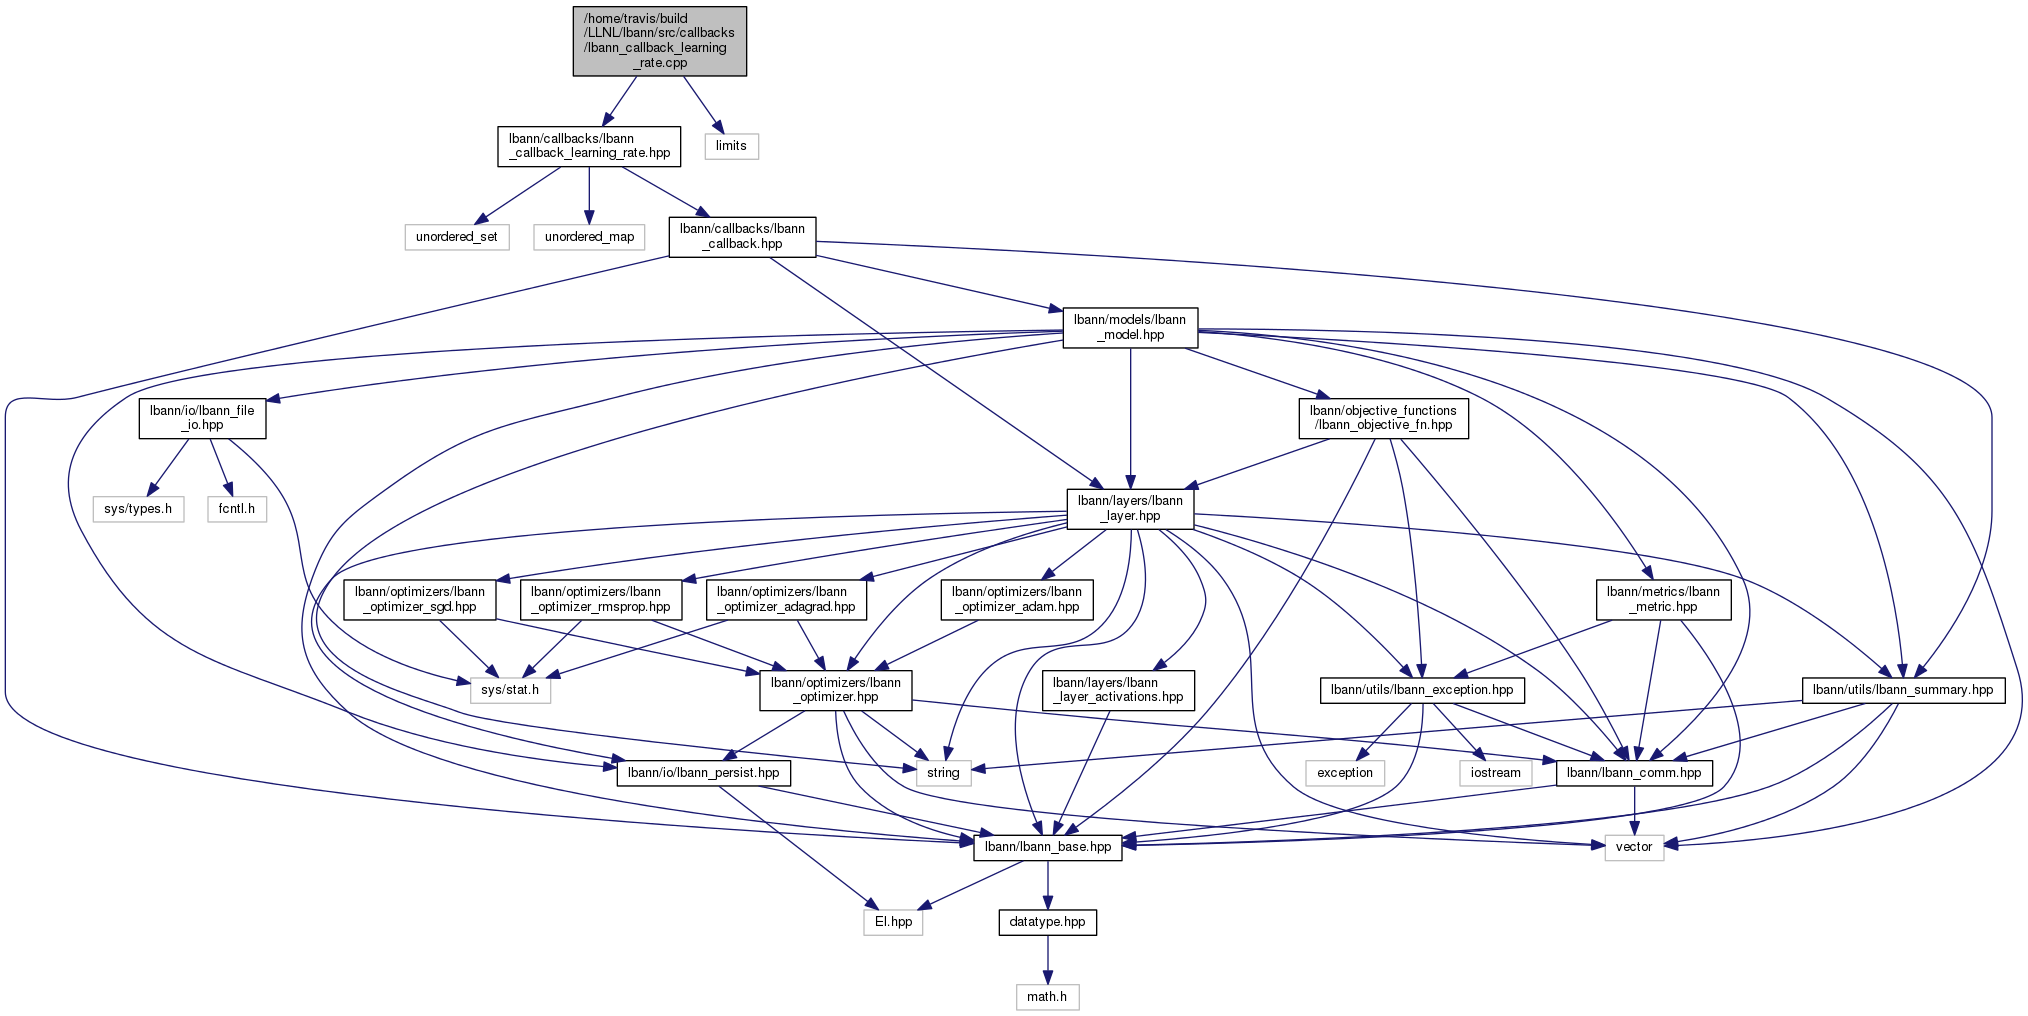 /home/travis/build
/LLNL/lbann/src/callbacks
/lbann_callback_learning
_rate.cpp
lbann/callbacks/lbann
_callback_learning_rate.hpp
limits
unordered_set
unordered_map
lbann/callbacks/lbann
_callback.hpp
lbann/models/lbann
_model.hpp
lbann/io/lbann_file
_io.hpp
lbann/objective_functions
/lbann_objective_fn.hpp
sys/types.h
fcntl.h
lbann/layers/lbann
_layer.hpp
lbann/optimizers/lbann
_optimizer_sgd.hpp
lbann/optimizers/lbann
_optimizer_rmsprop.hpp
lbann/optimizers/lbann
_optimizer_adagrad.hpp
lbann/optimizers/lbann
_optimizer_adam.hpp
lbann/metrics/lbann
_metric.hpp
sys/stat.h
lbann/optimizers/lbann
_optimizer.hpp
lbann/layers/lbann
_layer_activations.hpp
lbann/utils/lbann_exception.hpp
lbann/utils/lbann_summary.hpp
lbann/io/lbann_persist.hpp
string
exception
iostream
lbann/lbann_comm.hpp
lbann/lbann_base.hpp
vector
El.hpp
datatype.hpp
math.h